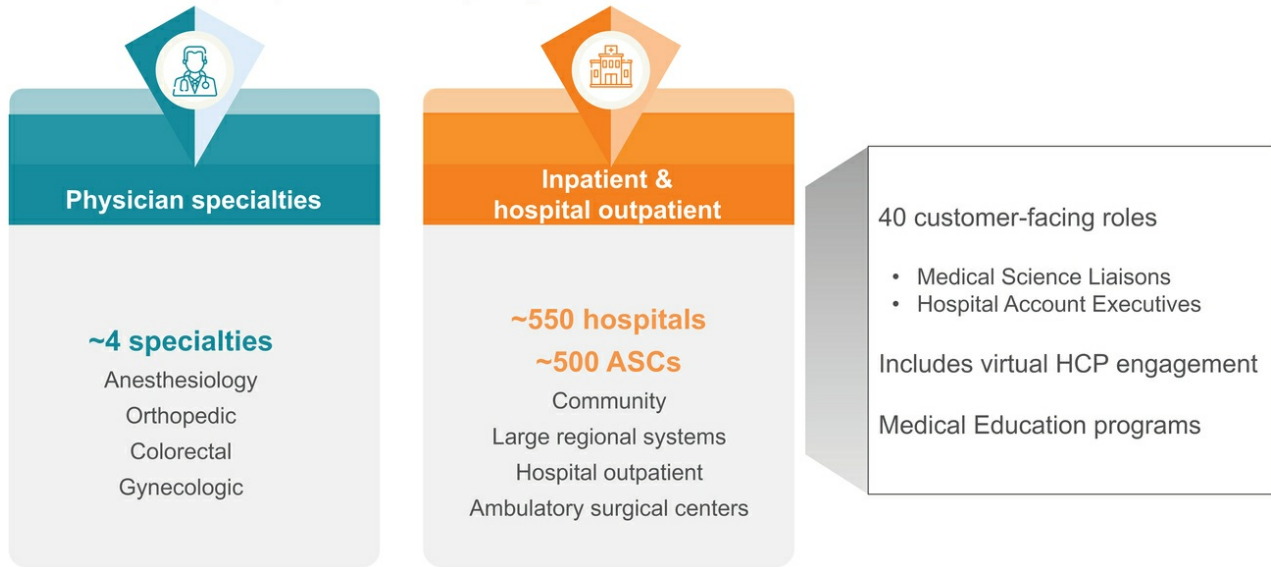 Physician specialties
~4 specialties
Anesthesiology
Orthopedic
Colorectal
Gynecologic
Inpatient &
hospital outpatient
~550 hospitals
~500 ASCs
Community
Large regional systems
Hospital outpatient
Ambulatory surgical centers
40 customer-facing roles
• Medical Science Liaisons
• Hospital Account Executives
Includes virtual HCP engagement
Medical Education programs